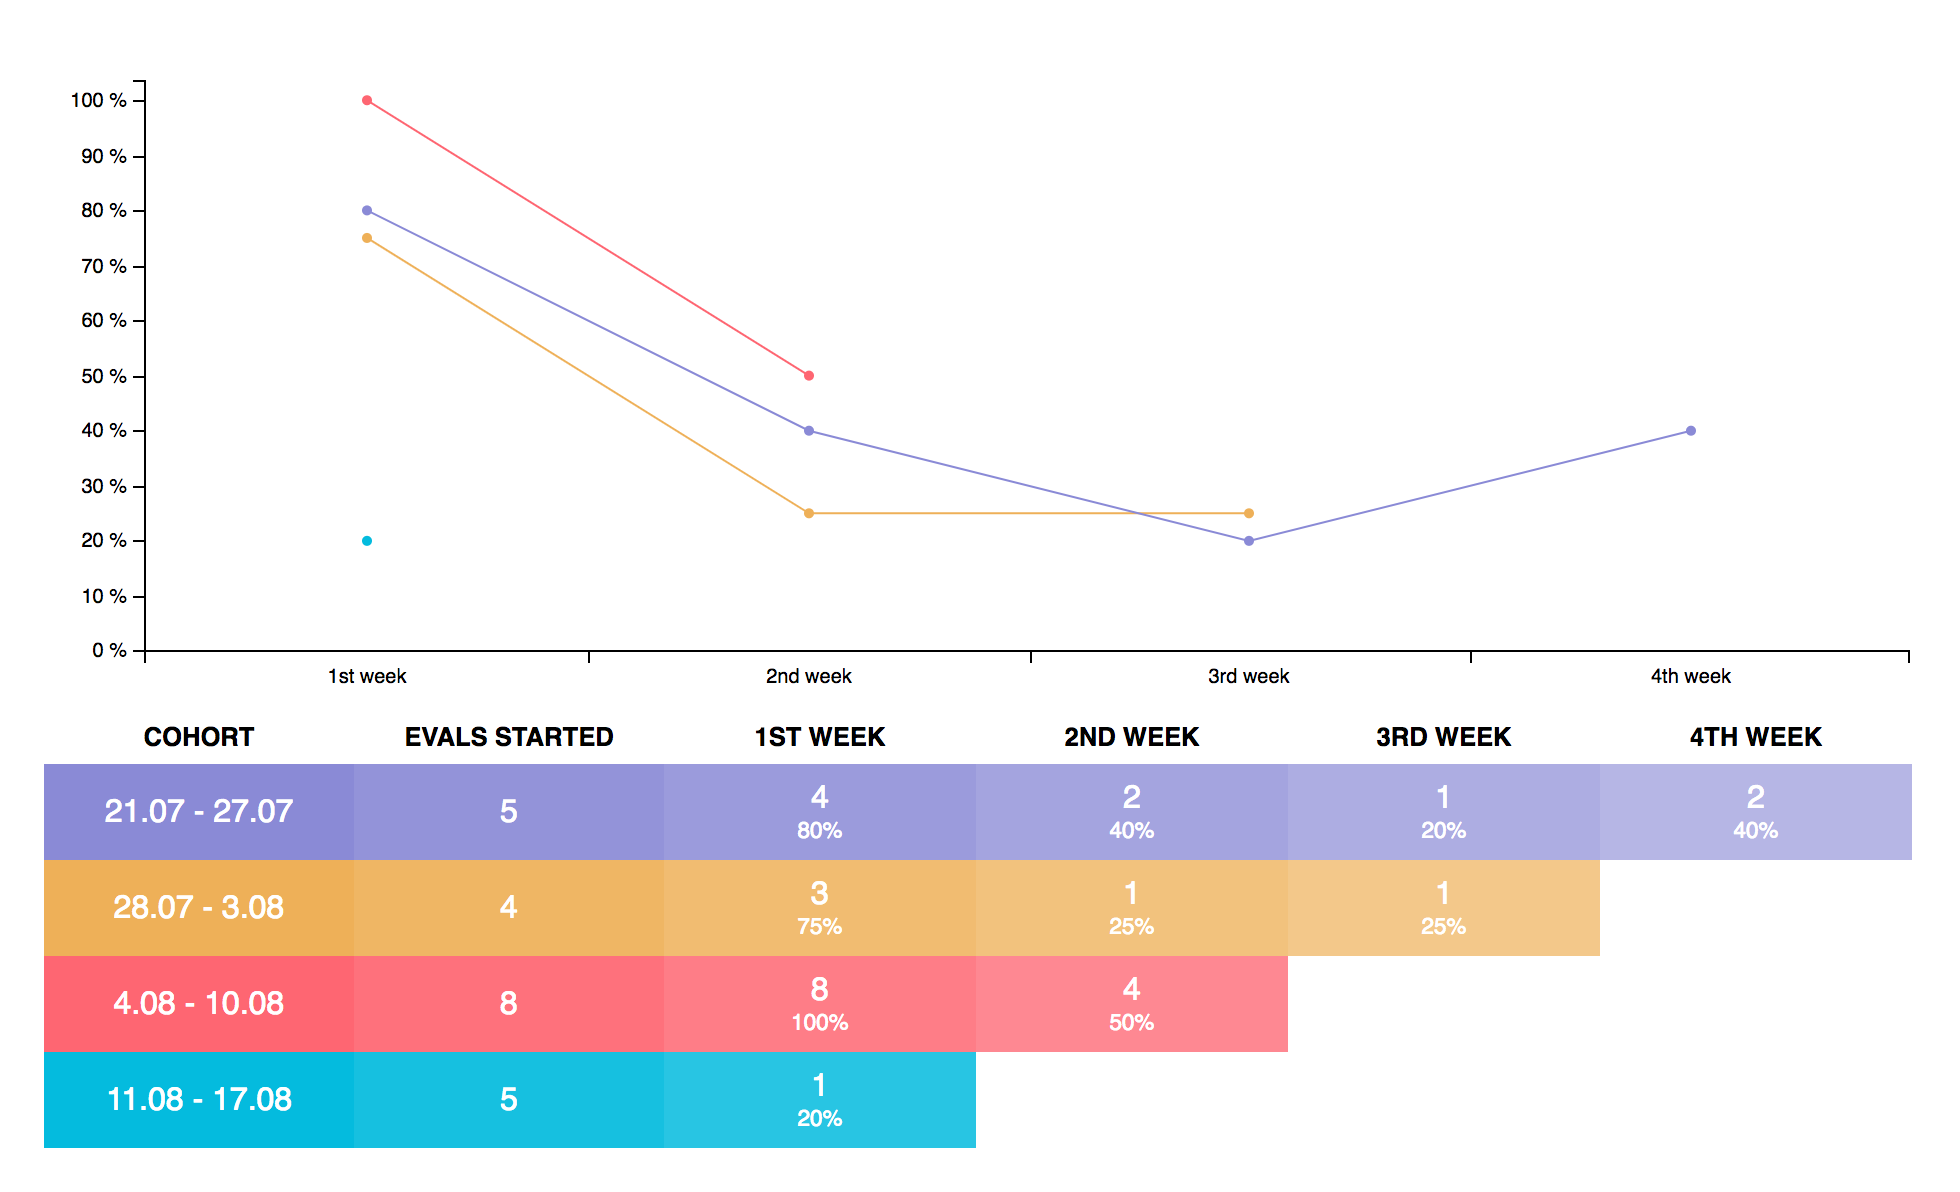 100 %
90 %
80 %
70 %
60 %
50 %
40 %
30 %
20 %
10 %
0 %
1st week 2nd week 3rd week 4th week
COHORT EVALS STARTED 1ST WEEK 2ND WEEK 3RD WEEK 4TH WEEK
21.07 - 27.07 5 4 2 1 2
80% 40% 20% 40%
28.07 - 3.08 4 3 1 1
75% 25% 25%
4.08 - 10.08 8 8 4
100% 50%
11.08 - 17.08 5 1
20%